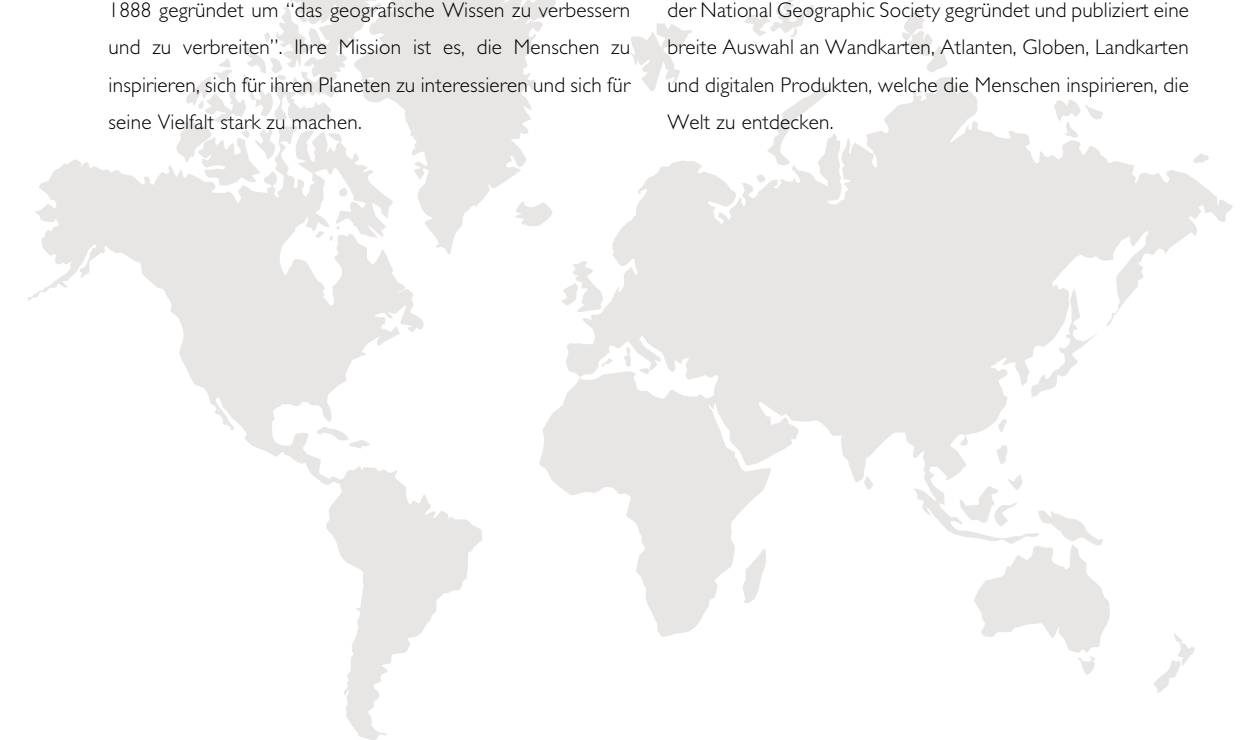 1888 gegründet um “das geografische Wissen zu verbessern
und zu verbreiten”. Ihre Mission ist es, die Menschen zu
inspirieren, sich für ihren Planeten zu interessieren und sich für
seine Vielfalt stark zu machen.
der National Geographic Society gegründet und publiziert eine
breite Auswahl an Wandkarten, Atlanten, Globen, Landkarten
und digitalen Produkten, welche die Menschen inspirieren, die
Welt zu entdecken.